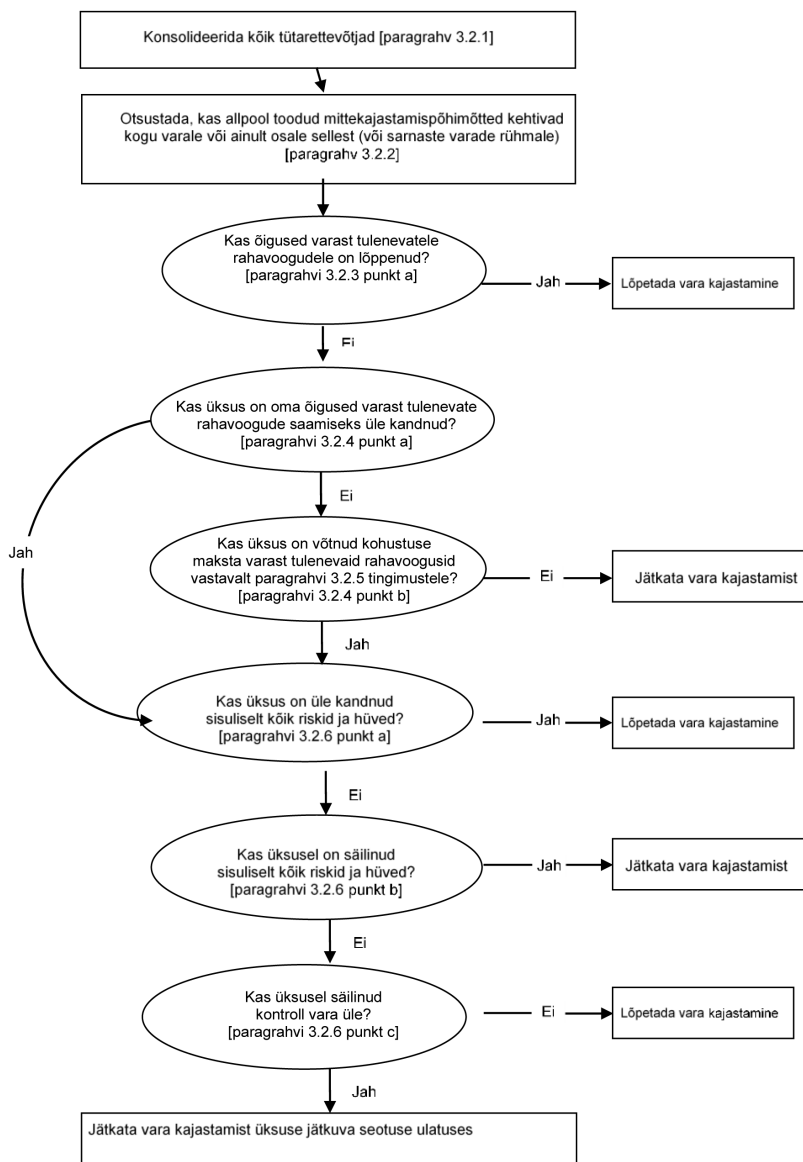 Konsolideerida kõik tütarettevõtjad [paragrahv 3.2.1]
Otsustada, kas allpool toodud mittekajastamispõhimõtted kehtivad
kogu varale või ainult osale sellest (või sarnaste varade rühmale)
[paragrahv 3.2.2]
Kas õigused varast tulenevatele
rahavoogudele on lõppenud?
[paragrahvi 3.2.3 punkt a]
Jah
Lõpetada vara kajastamine
Ei
Kas üksus on oma õigused varast tulenevate
rahavoogude saamiseks üle kandnud?
[paragrahvi 3.2.4 punkt a]
Ei
Jah
Kas üksus on võtnud kohustuse
maksta varast tulenevaid rahavoogusid
vastavalt paragrahvi 3.2.5 tingimustele?
[paragrahvi 3.2.4 punkt b]
Ei
Jätkata vara kajastamist
Jah
Kas üksus on üle kandnud
sisuliselt kõik riskid ja hüved?
[paragrahvi 3.2.6 punkt a]
Jah
Lõpetada vara kajastamine
Ei
Kas üksusel on säilinud
sisuliselt kõik riskid ja hüved?
[paragrahvi 3.2.6 punkt b]
Jah
Jätkata vara kajastamist
Ei
Kas üksusel säilinud
kontroll vara üle?
[paragrahvi 3.2.6 punkt c]
Ei
Lõpetada vara kajastamine
Jah
Jätkata vara kajastamist üksuse jätkuva seotuse ulatuses